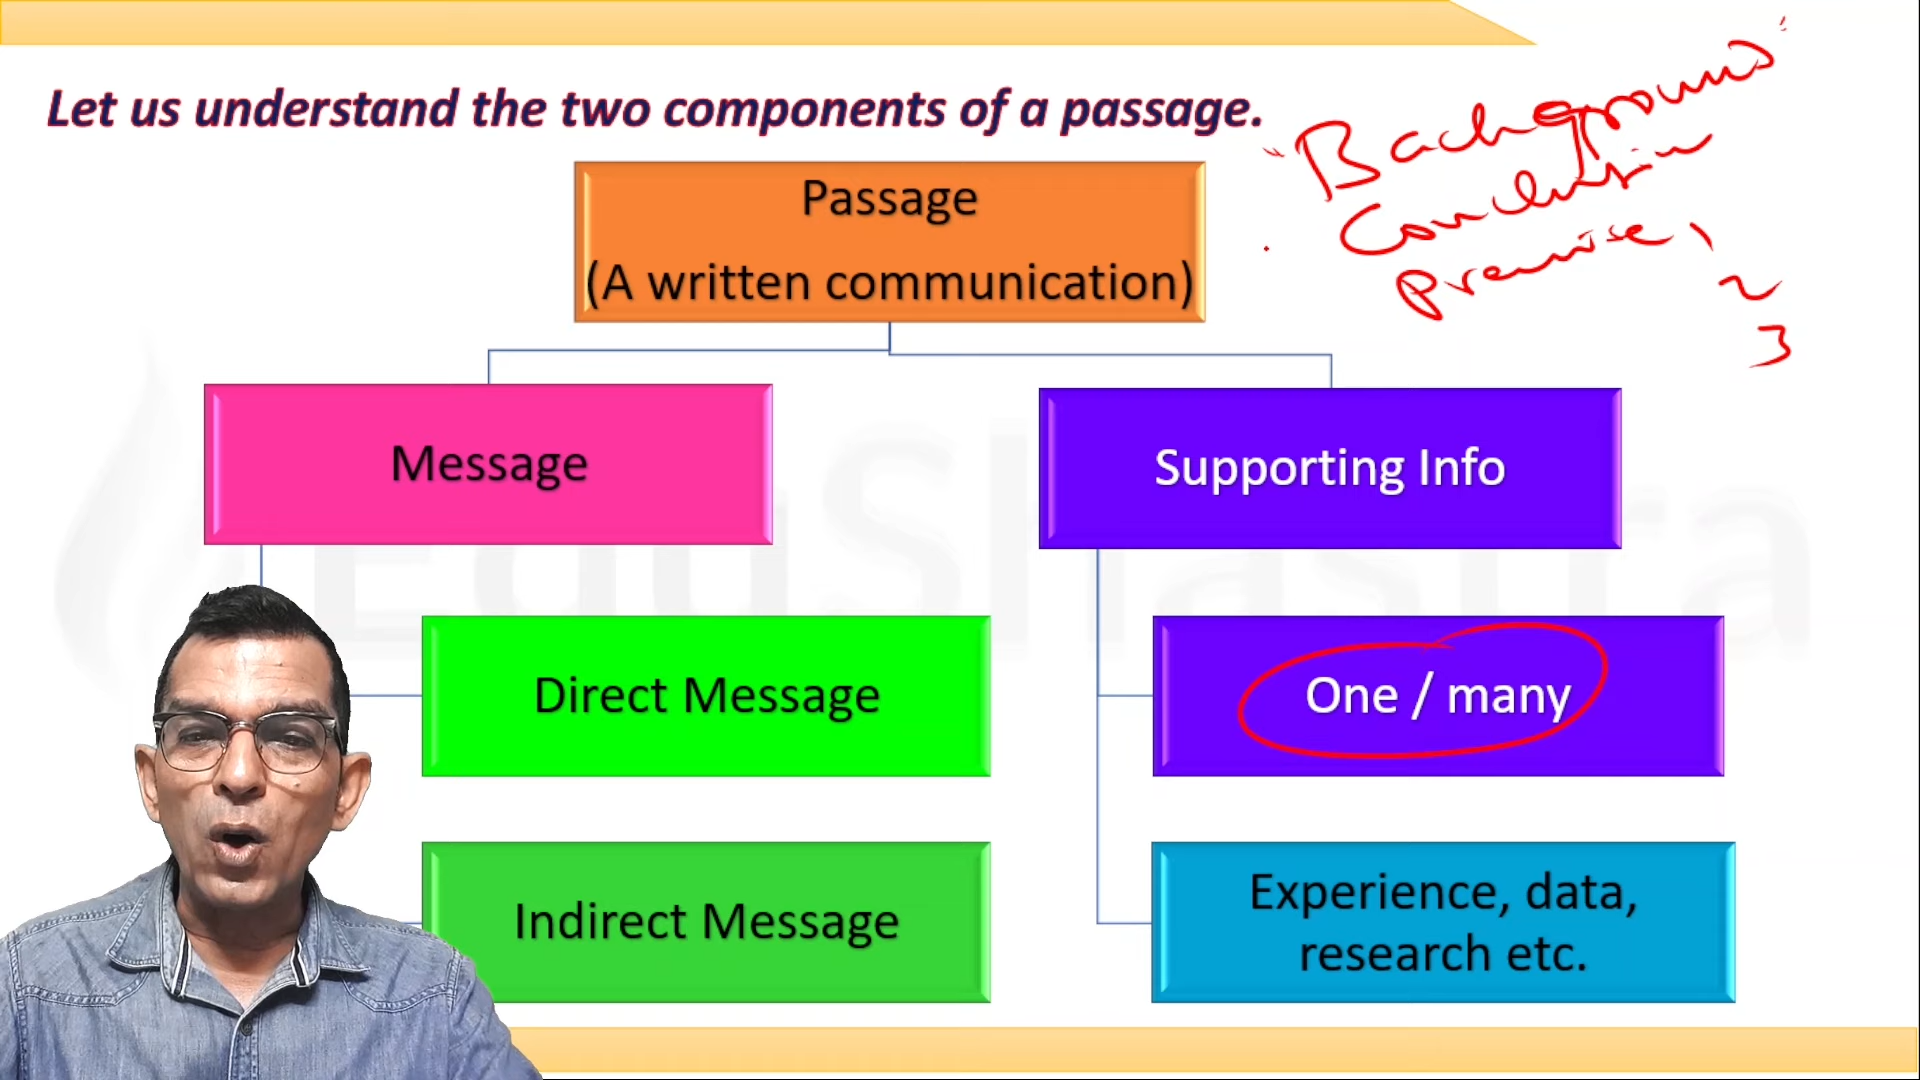 Let us understand the two components of a passage.
"Background"
Conclusion
premise, 1
2
3
Passage
(A written communication)
Message
Supporting Info
Direct Message
One / many
Indirect Message
Experience, data,
research etc.
EduShastra